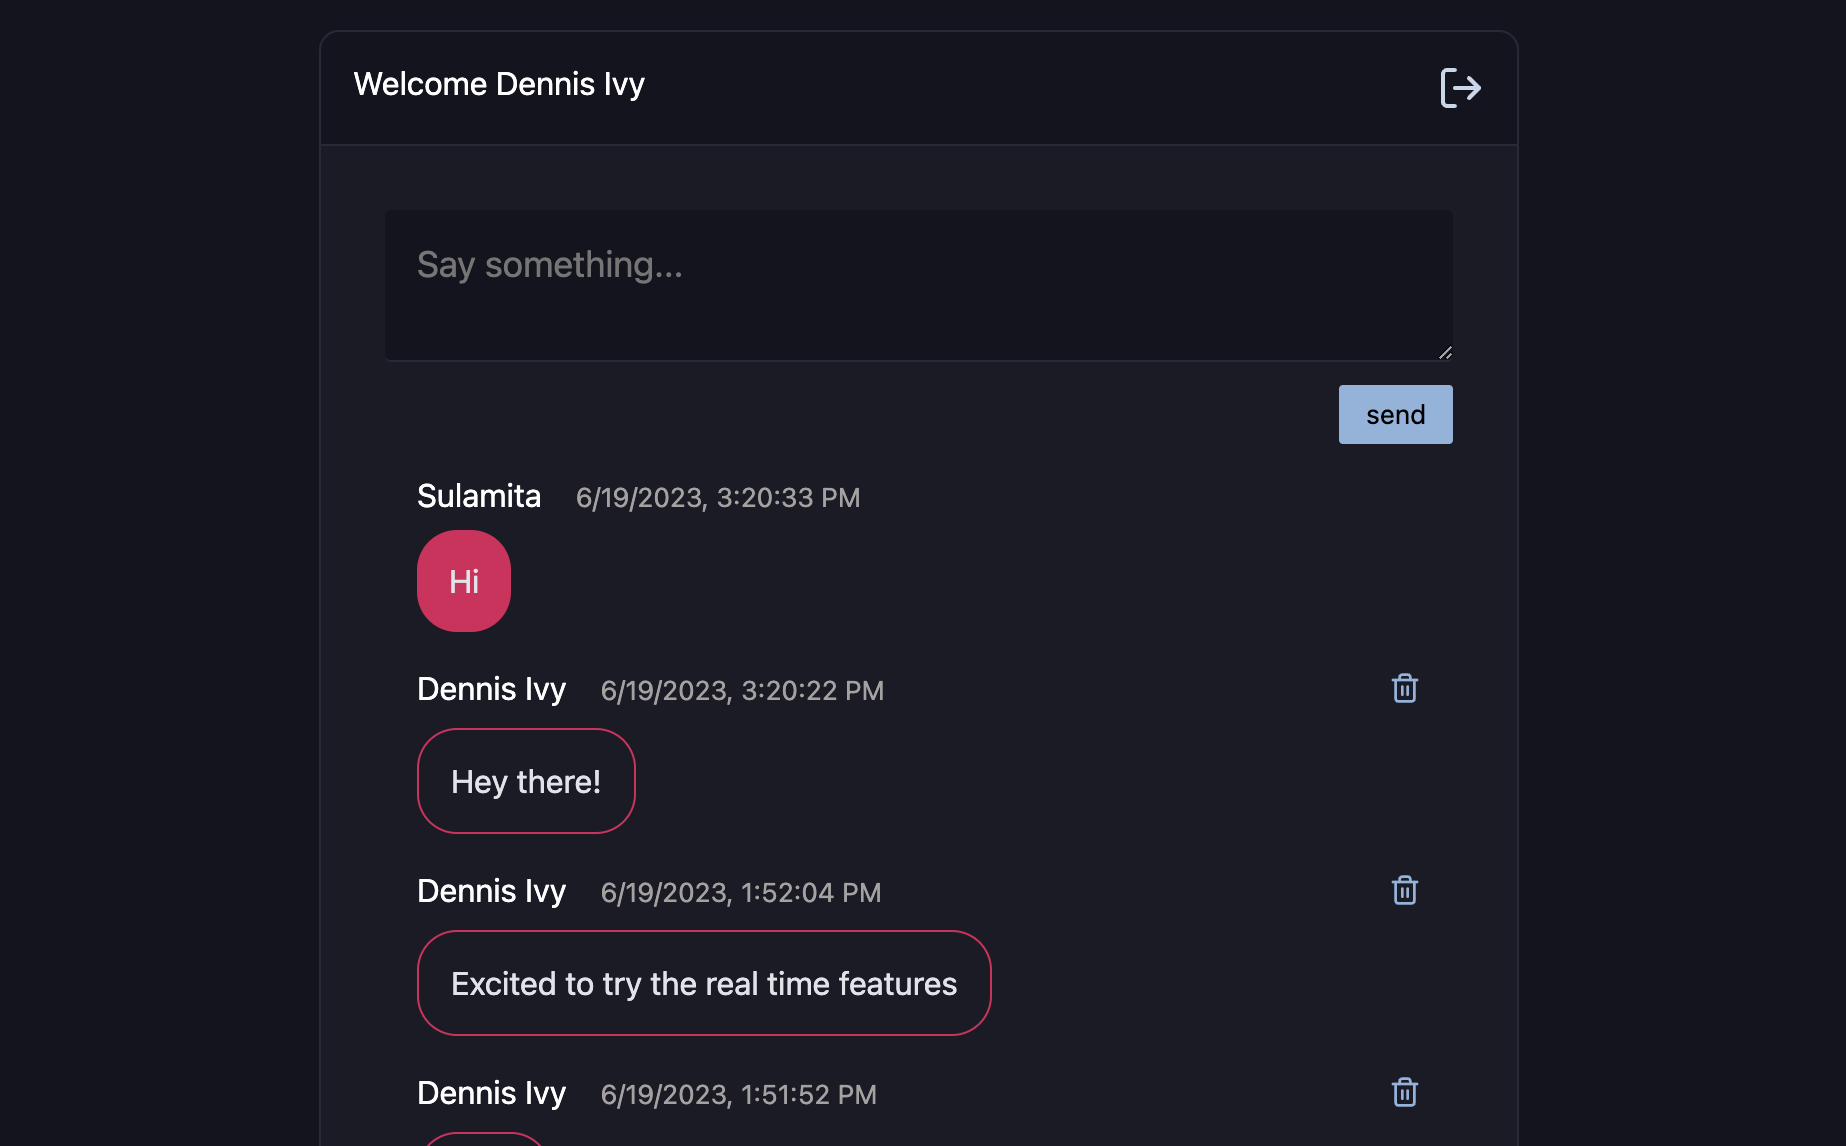 Welcome Dennis Ivy
Say something...
send
Sulamita 6/19/2023, 3:20:33 PM
Hi
Dennis Ivy 6/19/2023, 3:20:22 PM
Hey there!
Dennis Ivy 6/19/2023, 1:52:04 PM
Excited to try the real time features
Dennis Ivy 6/19/2023, 1:51:52 PM